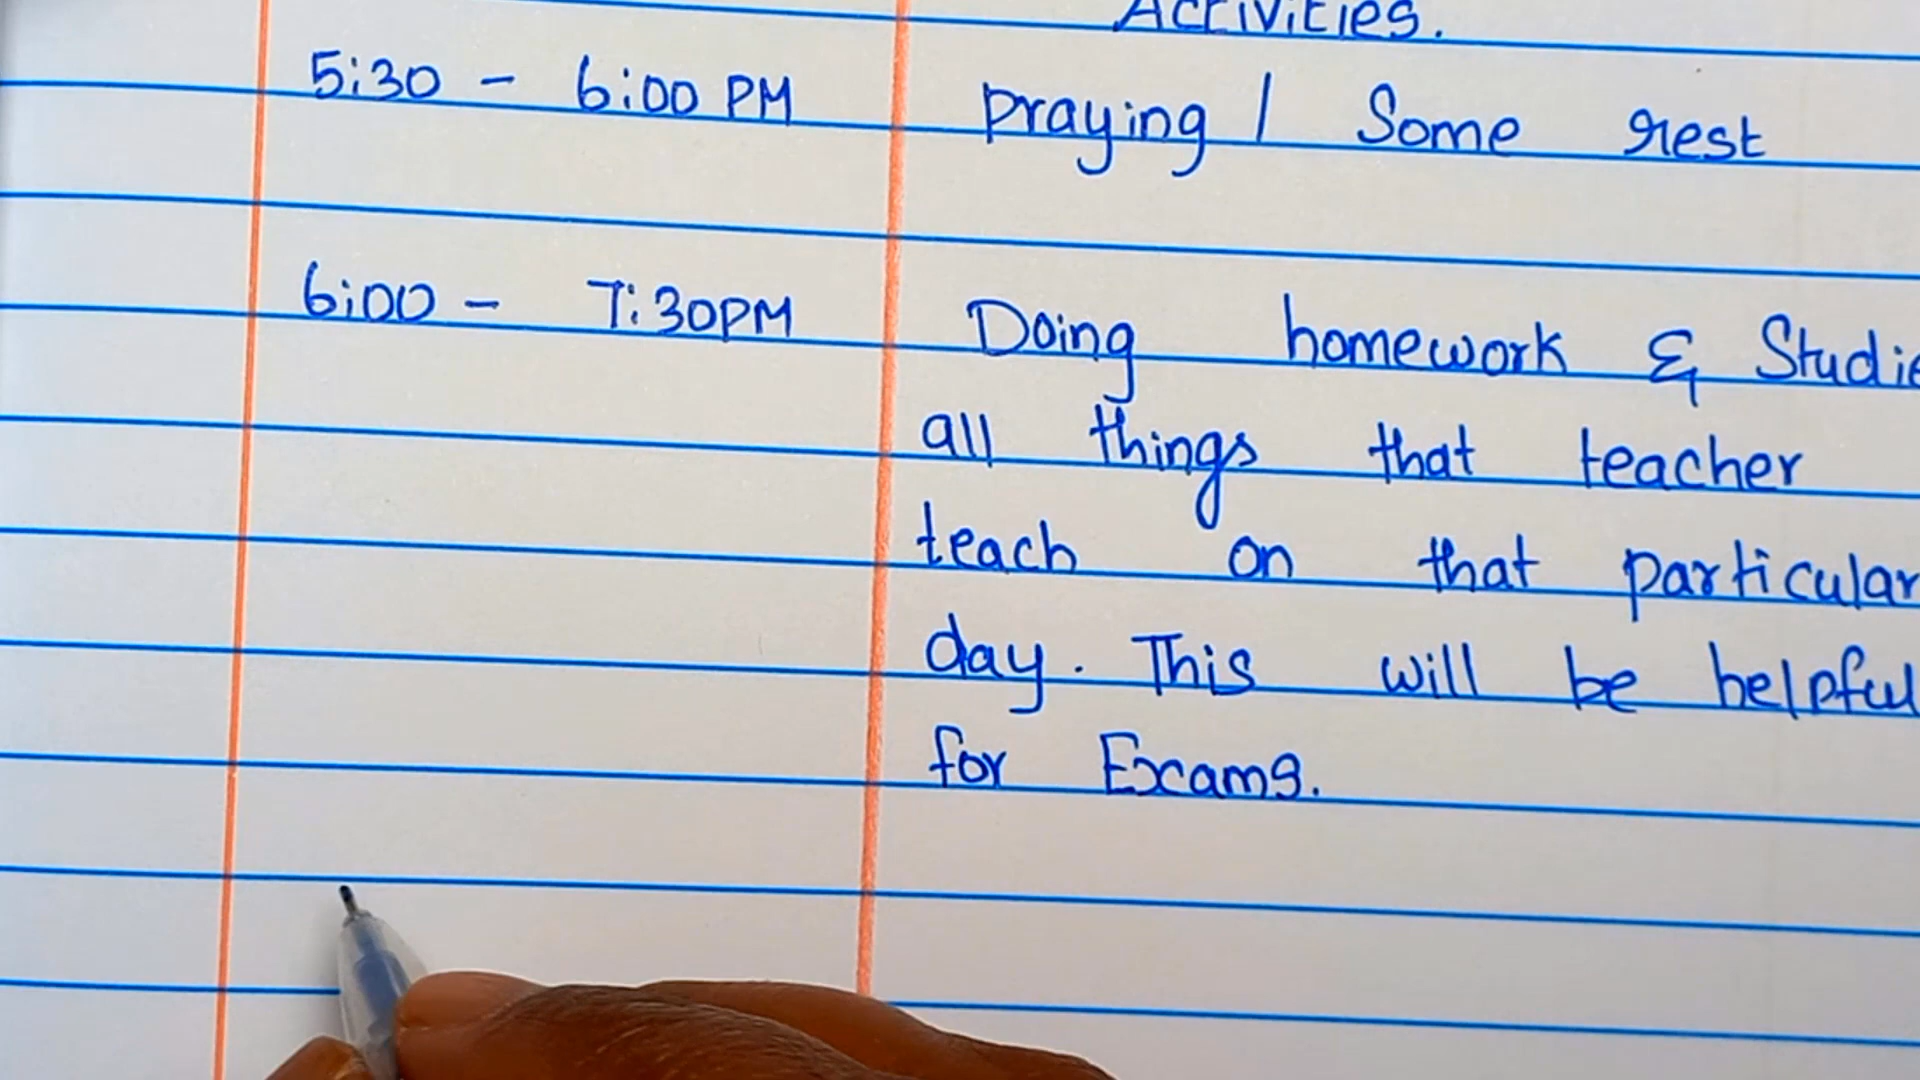 Activities.
5:30 - 6:00 PM praying / Some rest
6:00 - 7:30PM Doing homework & Studie
all things that teacher
teach on that particular
day. This will be helpful
for Exams.